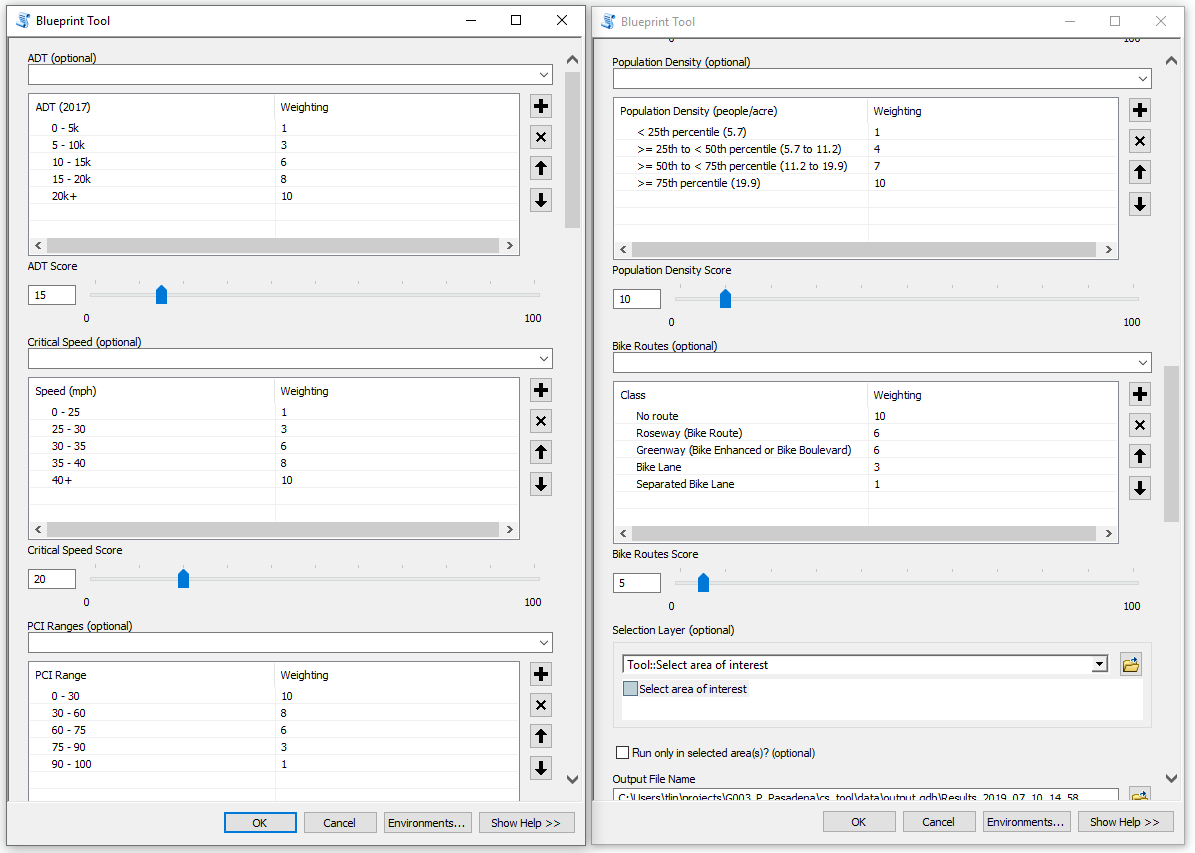 Blueprint Tool
ADT (optional)
ADT (2017) Weighting
0 - 5k 1
5 - 10k 3
10 - 15k 6
15 - 20k 8
20k+ 10
ADT Score
15
0 100
Critical Speed (optional)
Speed (mph) Weighting
0 - 25 1
25 - 30 3
30 - 35 6
35 - 40 8
40+ 10
Critical Speed Score
20
0 100
PCI Ranges (optional)
PCI Range Weighting
0 - 30 10
30 - 60 8
60 - 75 6
75 - 90 3
90 - 100 1
OK Cancel Environments... Show Help >>
Blueprint Tool
0 100
Population Density (optional)
Population Density (people/acre) Weighting
< 25th percentile (5.7) 1
>= 25th to < 50th percentile (5.7 to 11.2) 4
>= 50th to < 75th percentile (11.2 to 19.9) 7
>= 75th percentile (19.9) 10
Population Density Score
10
0 100
Bike Routes (optional)
Class Weighting
No route 10
Roseway (Bike Route) 6
Greenway (Bike Enhanced or Bike Boulevard) 6
Bike Lane 3
Separated Bike Lane 1
Bike Routes Score
5
0 100
Selection Layer (optional)
Tool::Select area of interest
Select area of interest
Run only in selected area(s)? (optional)
Output File Name
C:\Users\tlin\projects\G003_P_Pasadena\cs_tool\data\output.gdb\Results_2019_07_10_14_58
OK Cancel Environments... Show Help >>